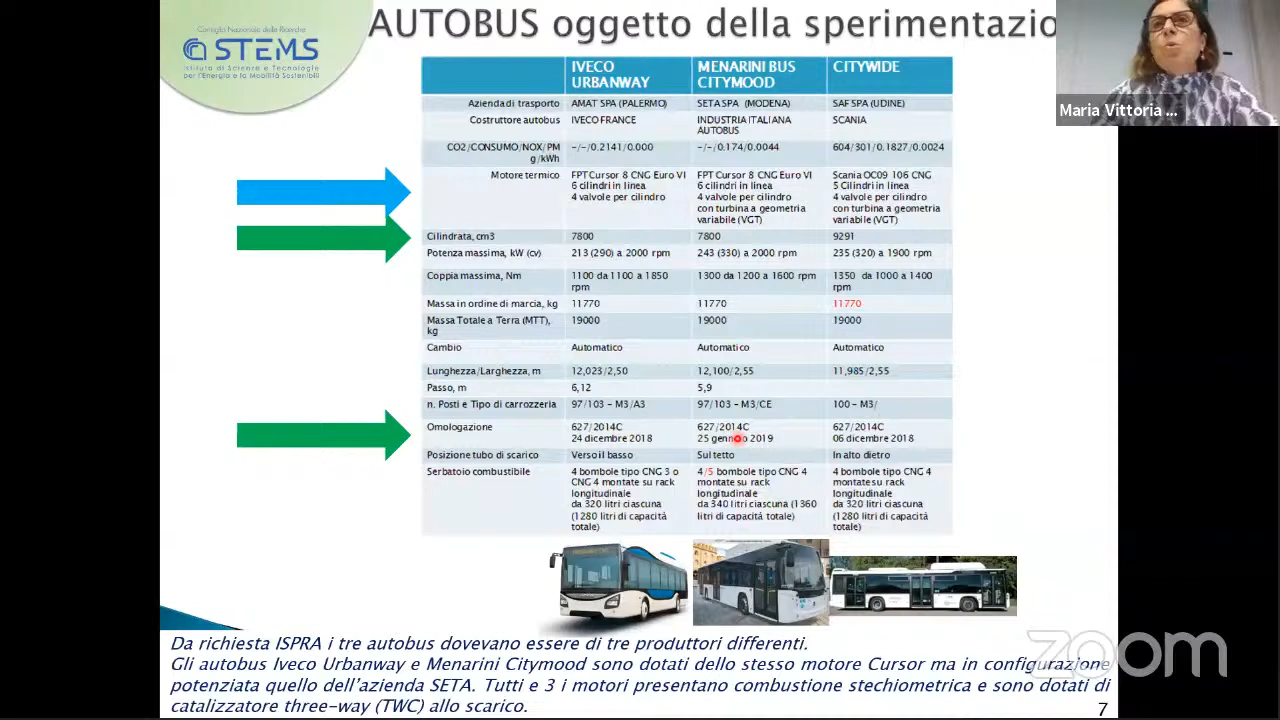 AUTOBUS oggetto della sperimentazio
Consiglio Nazionale delle Ricerche
STEMS
Istituto di Scienze e Tecnologie
per l'Energia e la Mobilità Sostenibili
Maria Vittoria ...
IVECO URBANWAY MENARINI BUS CITYMOOD CITYWIDE
Azienda di trasporto AMAT SPA (PALERMO) SETA SPA (MODENA) SAF SPA (UDINE)
Costruttore autobus IVECO FRANCE INDUSTRIA ITALIANA AUTOBUS SCANIA
CO2/CONSUMO/NOX/PM g/kWh -/-/0.2141/0.000 -/-/0.174/0.0044 604/301/0.1827/0.0024
Motore termico FPT Cursor 8 CNG Euro VI 6 cilindri in linea 4 valvole per cilindro FPT Cursor 8 CNG Euro VI 6 cilindri in linea 4 valvole per cilindro con turbina a geometria variabile (VGT) Scania OC09 106 CNG 5 Cilindri in linea 4 valvole per cilindro con turbina a geometria variabile (VGT)
Cilindrata, cm3 7800 7800 9291
Potenza massima, kW (cv) 213 (290) a 2000 rpm 243 (330) a 2000 rpm 235 (320) a 1900 rpm
Coppia massima, Nm 1100 da 1100 a 1850 rpm 1300 da 1200 a 1600 rpm 1350 da 1000 a 1400 rpm
Massa in ordine di marcia, kg 11770 11770 11770
Massa Totale a Terra (MTT), kg 19000 19000 19000
Cambio Automatico Automatico Automatico
Lunghezza/Larghezza, m 12,023/2,50 12,100/2,55 11,985/2,55
Passo, m 6,12 5,9
n. Posti e Tipo di carrozzeria 97/103 - M3/A3 97/103 - M3/CE 100 - M3/
Omologazione 627/2014C 24 dicembre 2018 627/2014C 25 gennaio 2019 627/2014C 06 dicembre 2018
Posizione tubo di scarico Verso il basso Sul tetto In alto dietro
Serbatoio combustibile 4 bombole tipo CNG 3 o CNG 4 montate su rack longitudinale da 320 litri ciascuna (1280 litri di capacità totale) 4/5 bombole tipo CNG 4 montate su rack longitudinale da 340 litri ciascuna (1360 litri di capacità totale) 4 bombole tipo CNG 4 montate su rack longitudinale da 320 litri ciascuna (1280 litri di capacità totale)
Da richiesta ISPRA i tre autobus dovevano essere di tre produttori differenti.
Gli autobus Iveco Urbanway e Menarini Citymood sono dotati dello stesso motore Cursor ma in configurazione
potenziata quello dell'azienda SETA. Tutti e 3 i motori presentano combustione stechiometrica e sono dotati di
catalizzatore three-way (TWC) allo scarico.
zoom
7